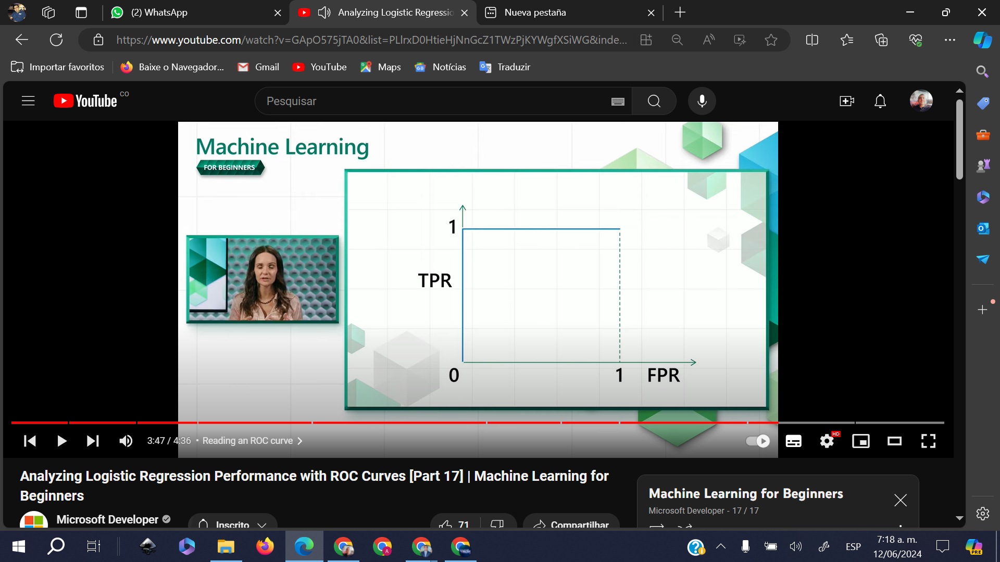 (2) WhatsApp
Analyzing Logistic Regressio
Nueva pestaña
https://www.youtube.com/watch?v=GApO575jTA0&list=PLlrxD0HtieHjNnGcZ1TWzPjKYWgfXSiWG&inde...
Importar favoritos
Baixe o Navegador...
Gmail
YouTube
Maps
Notícias
Traduzir
YouTube CO
Pesquisar
Machine Learning
FOR BEGINNERS
1
TPR
0
1
FPR
3:47 / 4:36 • Reading an ROC curve
HD
Analyzing Logistic Regression Performance with ROC Curves [Part 17] | Machine Learning for
Beginners
Microsoft Developer
Inscrito
71
Compartilhar
Machine Learning for Beginners
Microsoft Developer - 17 / 17
A
ESP
7:18 a. m.
12/06/2024
PRE